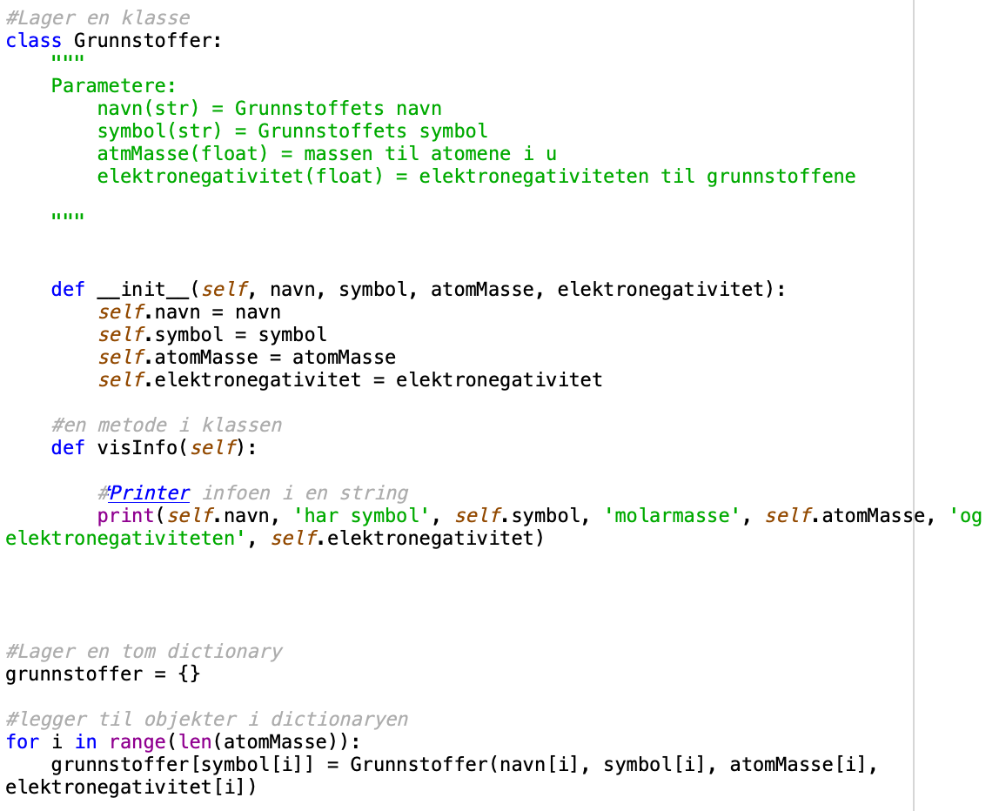 #Lager en klasse
class Grunnstoffer:
    """
    Parametere:
        navn(str) = Grunnstoffets navn
        symbol(str) = Grunnstoffets symbol
        atmMasse(float) = massen til atomene i u
        elektronegativitet(float) = elektronegativiteten til grunnstoffene
    """
    def __init__(self, navn, symbol, atomMasse, elektronegativitet):
        self.navn = navn
        self.symbol = symbol
        self.atomMasse = atomMasse
        self.elektronegativitet = elektronegativitet
    #en metode i klassen
    def visInfo(self):
        #Printer infoen i en string
        print(self.navn, 'har symbol', self.symbol, 'molarmasse', self.atomMasse, 'og
elektronegativiteten', self.elektronegativitet)
#Lager en tom dictionary
grunnstoffer = {}
#legger til objekter i dictionaryen
for i in range(len(atomMasse)):
    grunnstoffer[symbol[i]] = Grunnstoffer(navn[i], symbol[i], atomMasse[i],
elektronegativitet[i])